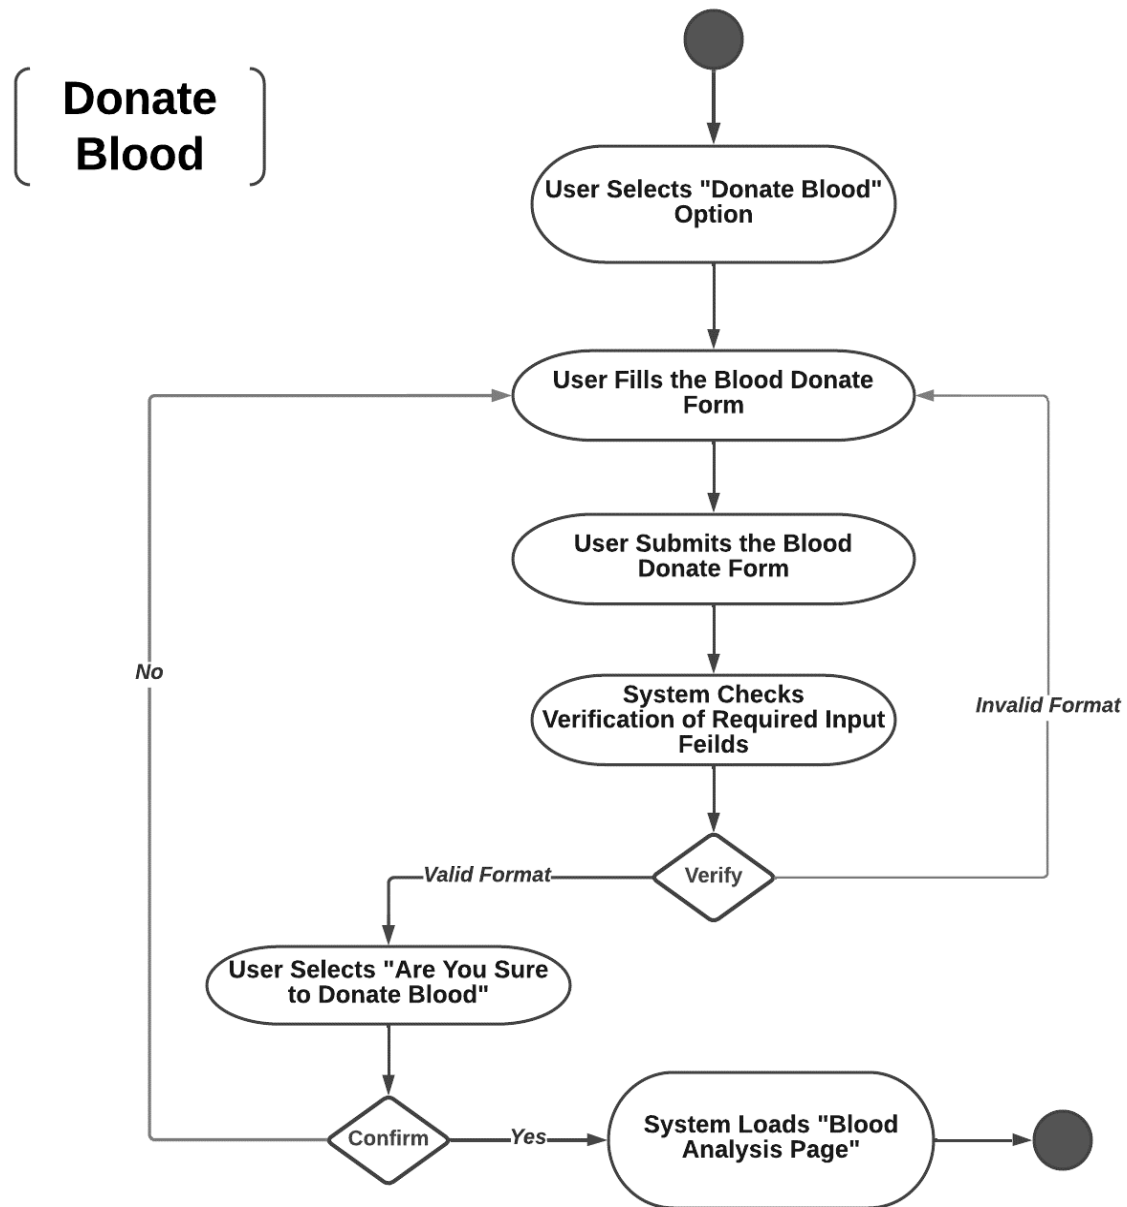 Donate
Blood
User Selects "Donate Blood"
Option
User Fills the Blood Donate
Form
User Submits the Blood
Donate Form
No
System Checks
Verification of Required Input
Feilds
Invalid Format
Valid Format
Verify
User Selects "Are You Sure
to Donate Blood"
Confirm
Yes
System Loads "Blood
Analysis Page"